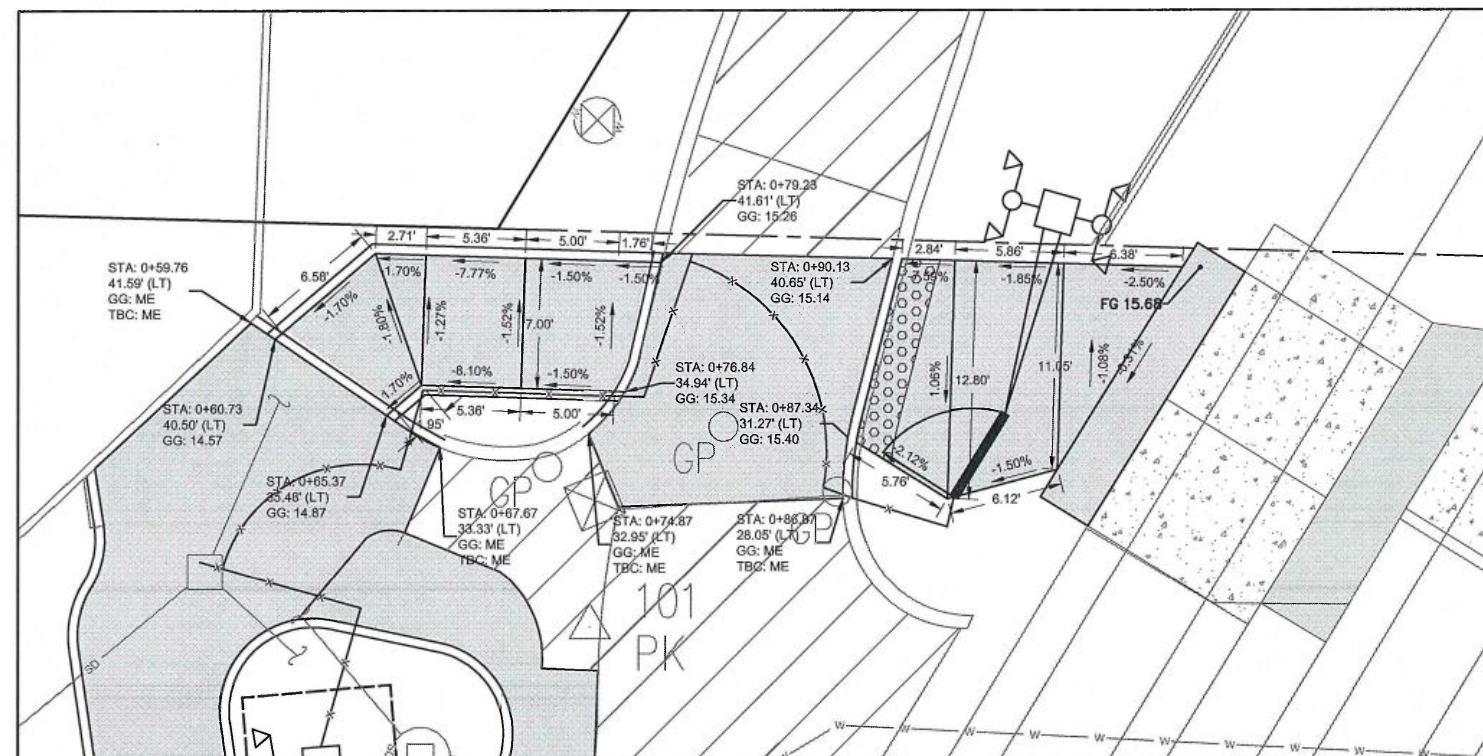 STA: 0+79.23
41.61' (LT)
GG: 15.26
2.71'
5.36'
5.00'
1.76'
2.84'
5.86'
6.38'
STA: 0+59.76
41.59' (LT)
GG: ME
TBC: ME
6.58'
-1.70%
1.70%
-7.77%
-1.50%
-1.50%
STA: 0+90.13
40.65' (LT)
GG: 15.14
-7.59%
-1.85%
-2.50%
FG 15.68
-1.80%
-1.27%
-1.52%
7.00'
-1.52%
1.70%
-8.10%
-1.50%
STA: 0+76.84
34.94' (LT)
GG: 15.34
1.06%
12.80'
11.05'
-1.08%
-0.31%
STA: 0+60.73
40.50' (LT)
GG: 14.57
5.36'
5.00'
95'
STA: 0+87.34
31.27' (LT)
GG: 15.40
GP
-2.12%
5.76'
-1.50%
6.12'
STA: 0+65.37
35.48' (LT)
GG: 14.87
GP
STA: 0+67.67
33.33' (LT)
GG: ME
TBC: ME
STA: 0+74.87
32.95' (LT)
GG: ME
TBC: ME
STA: 0+86.87
28.05' (LT)
GG: ME
TBC: ME
GP
101
PK
SD
W
W
W
W
W
W
W
W
W